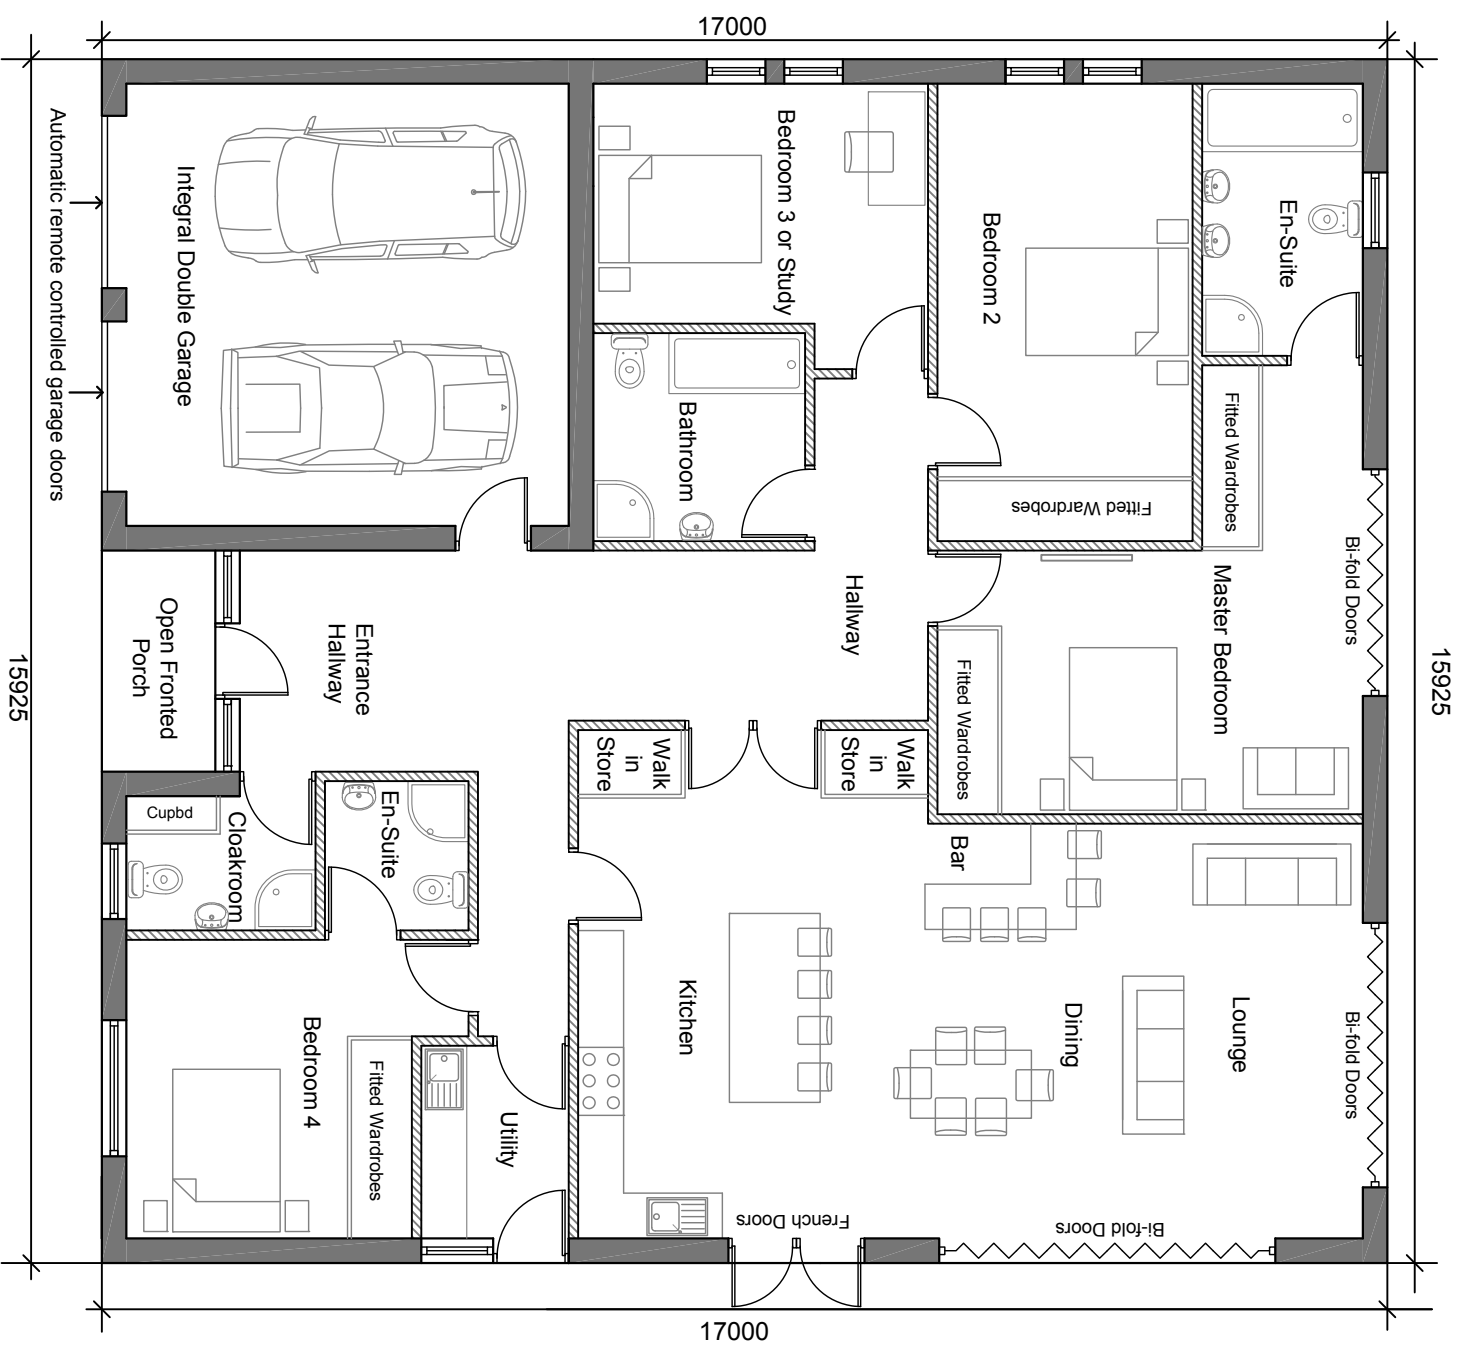 17000
15925
15925
Automatic remote controlled garage doors
Integral Double Garage
Bedroom 3 or Study
Bedroom 2
En-Suite
Fitted Wardrobes
Bathroom
Fitted Wardrobes
Bi-fold Doors
Master Bedroom
Hallway
Open Fronted
Porch
Entrance
Hallway
Fitted Wardrobes
Walk
in
Store
Walk
in
Store
Cupbd
Cloakroom
En-Suite
Bar
Kitchen
Dining
Lounge
Bi-fold Doors
Bedroom 4
Fitted Wardrobes
Utility
French Doors
Bi-fold Doors
17000